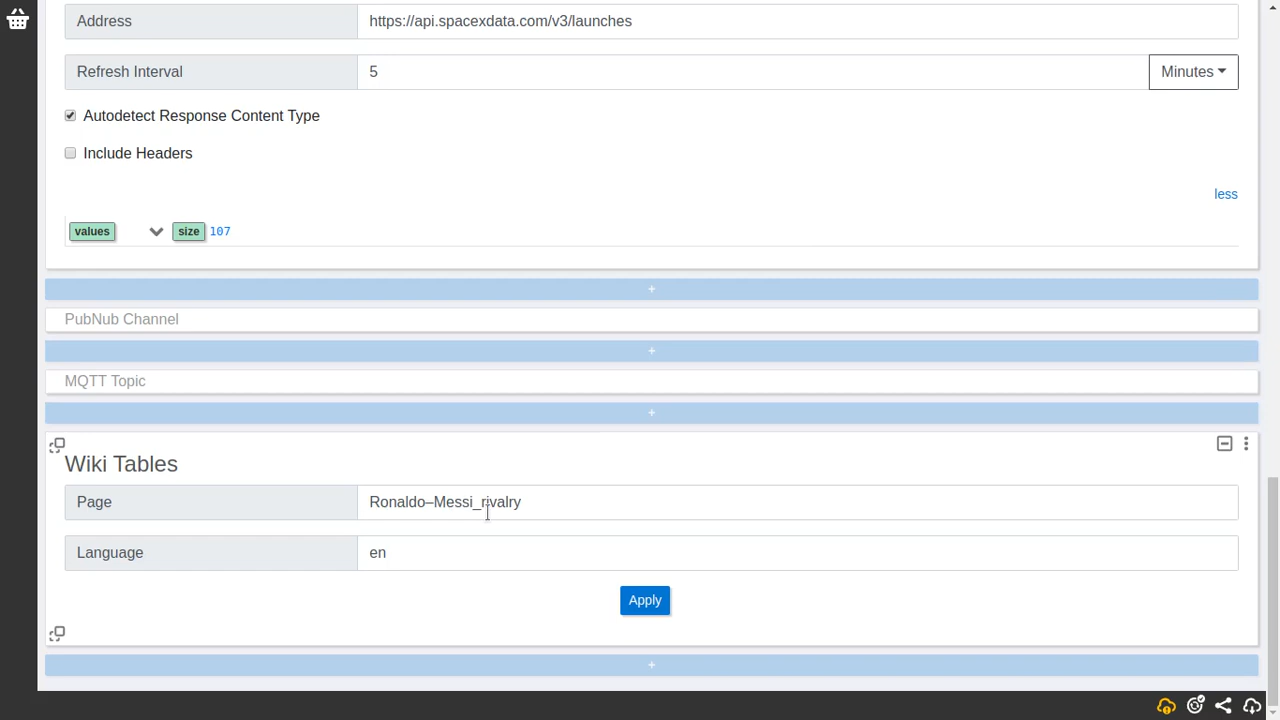 Address https://api.spacexdata.com/v3/launches
Refresh Interval 5 Minutes
Autodetect Response Content Type
Include Headers
less
values size 107
+
PubNub Channel
+
MQTT Topic
+
Wiki Tables
Page Ronaldo–Messi_rivalry
Language en
Apply
+